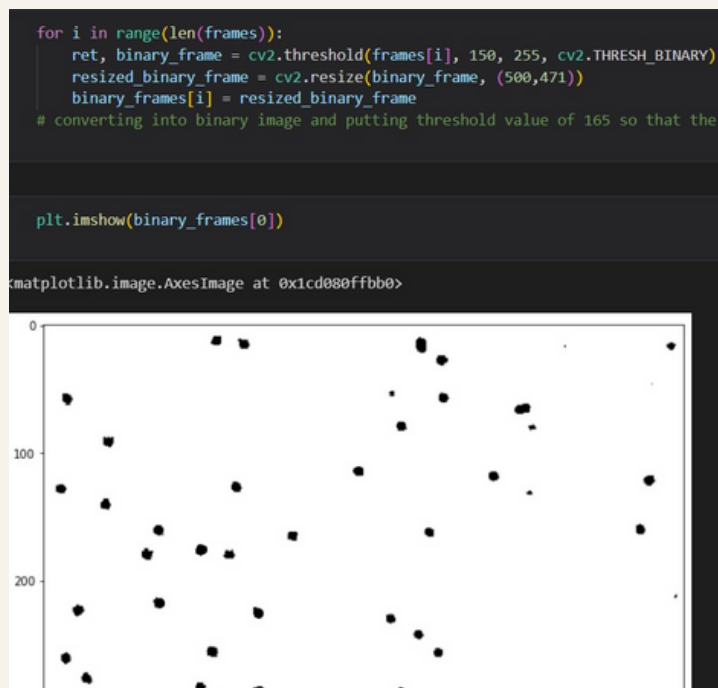 for i in range(len(frames)):
ret, binary_frame = cv2.threshold(frames[i], 150, 255, cv2.THRESH_BINARY)
resized_binary_frame = cv2.resize(binary_frame, (500,471))
binary_frames[i] = resized_binary_frame
# converting into binary image and putting threshold value of 165 so that the
plt.imshow(binary_frames[0])
<matplotlib.image.AxesImage at 0x1cd080ffbb0>
0
100
200